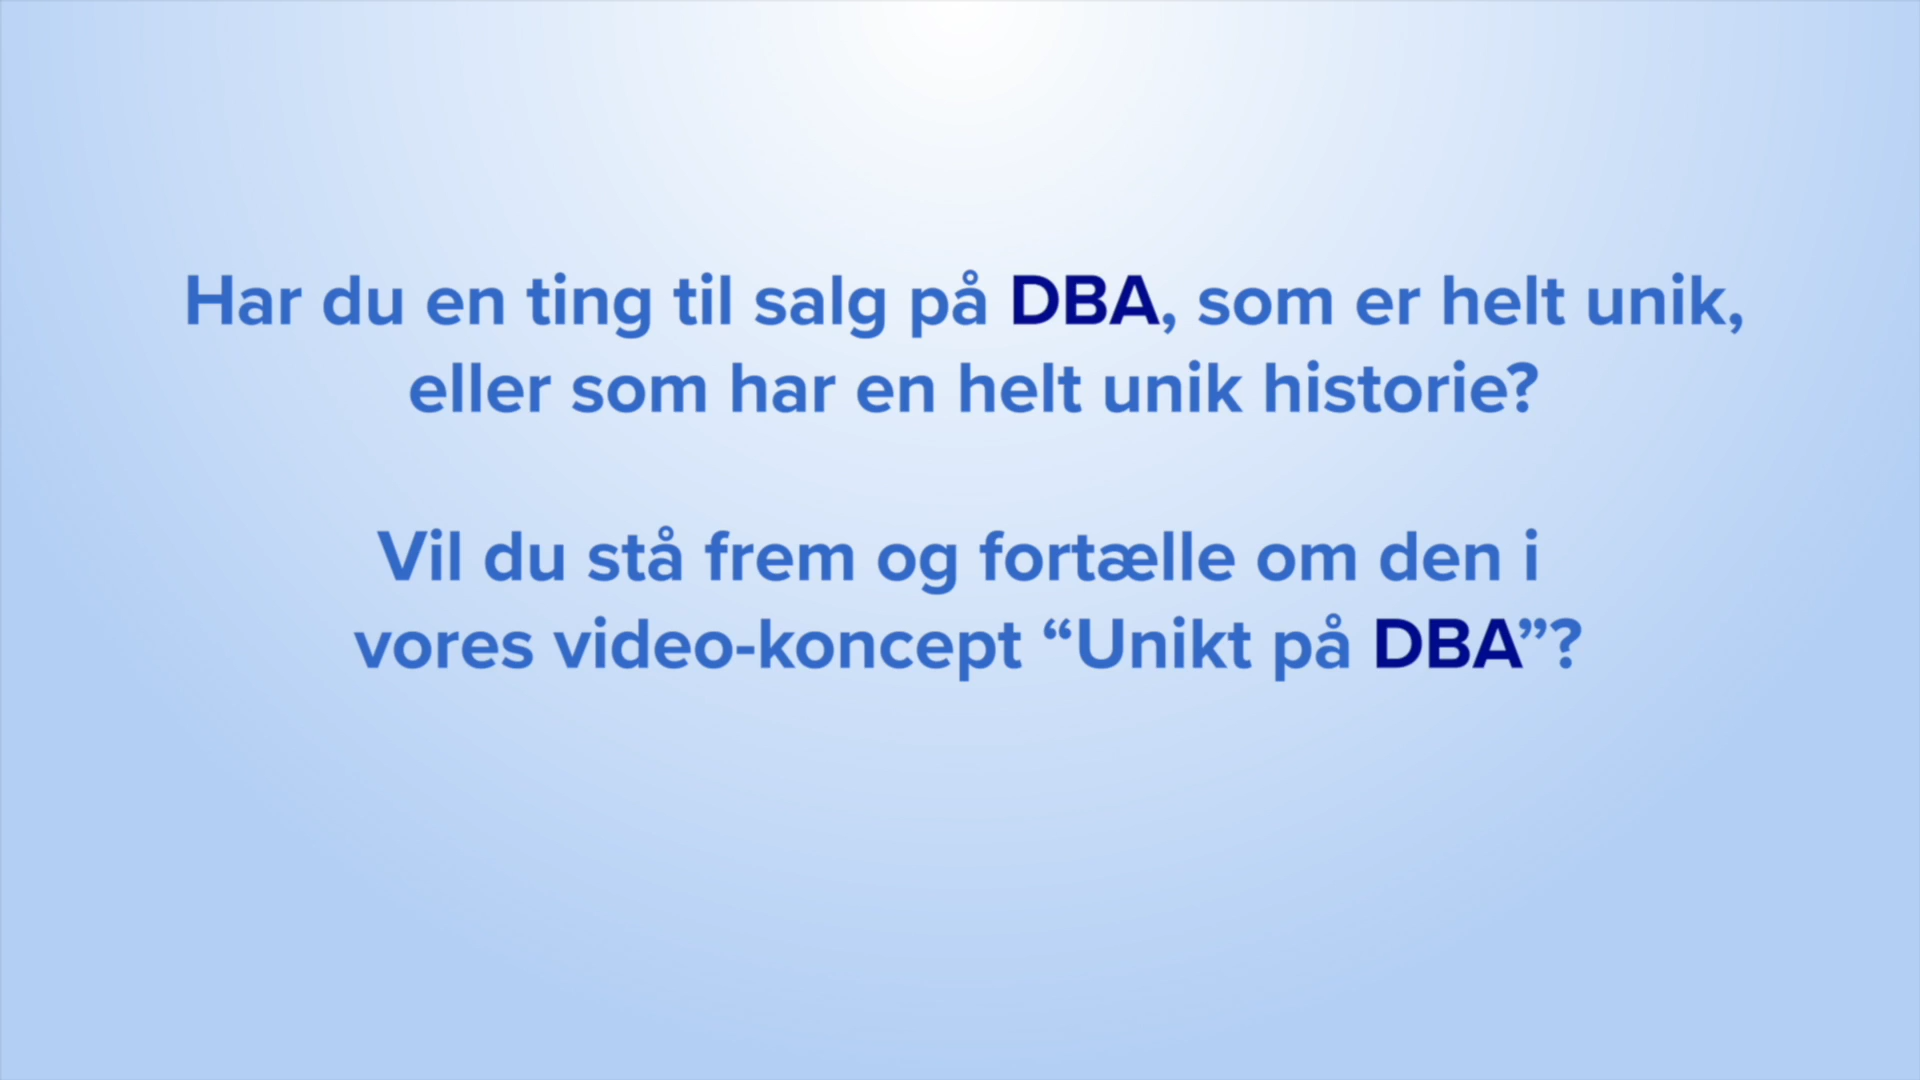 Har du en ting til salg på DBA, som er helt unik,
eller som har en helt unik historie?
Vil du stå frem og fortælle om den i
vores video-koncept “Unikt på DBA”?